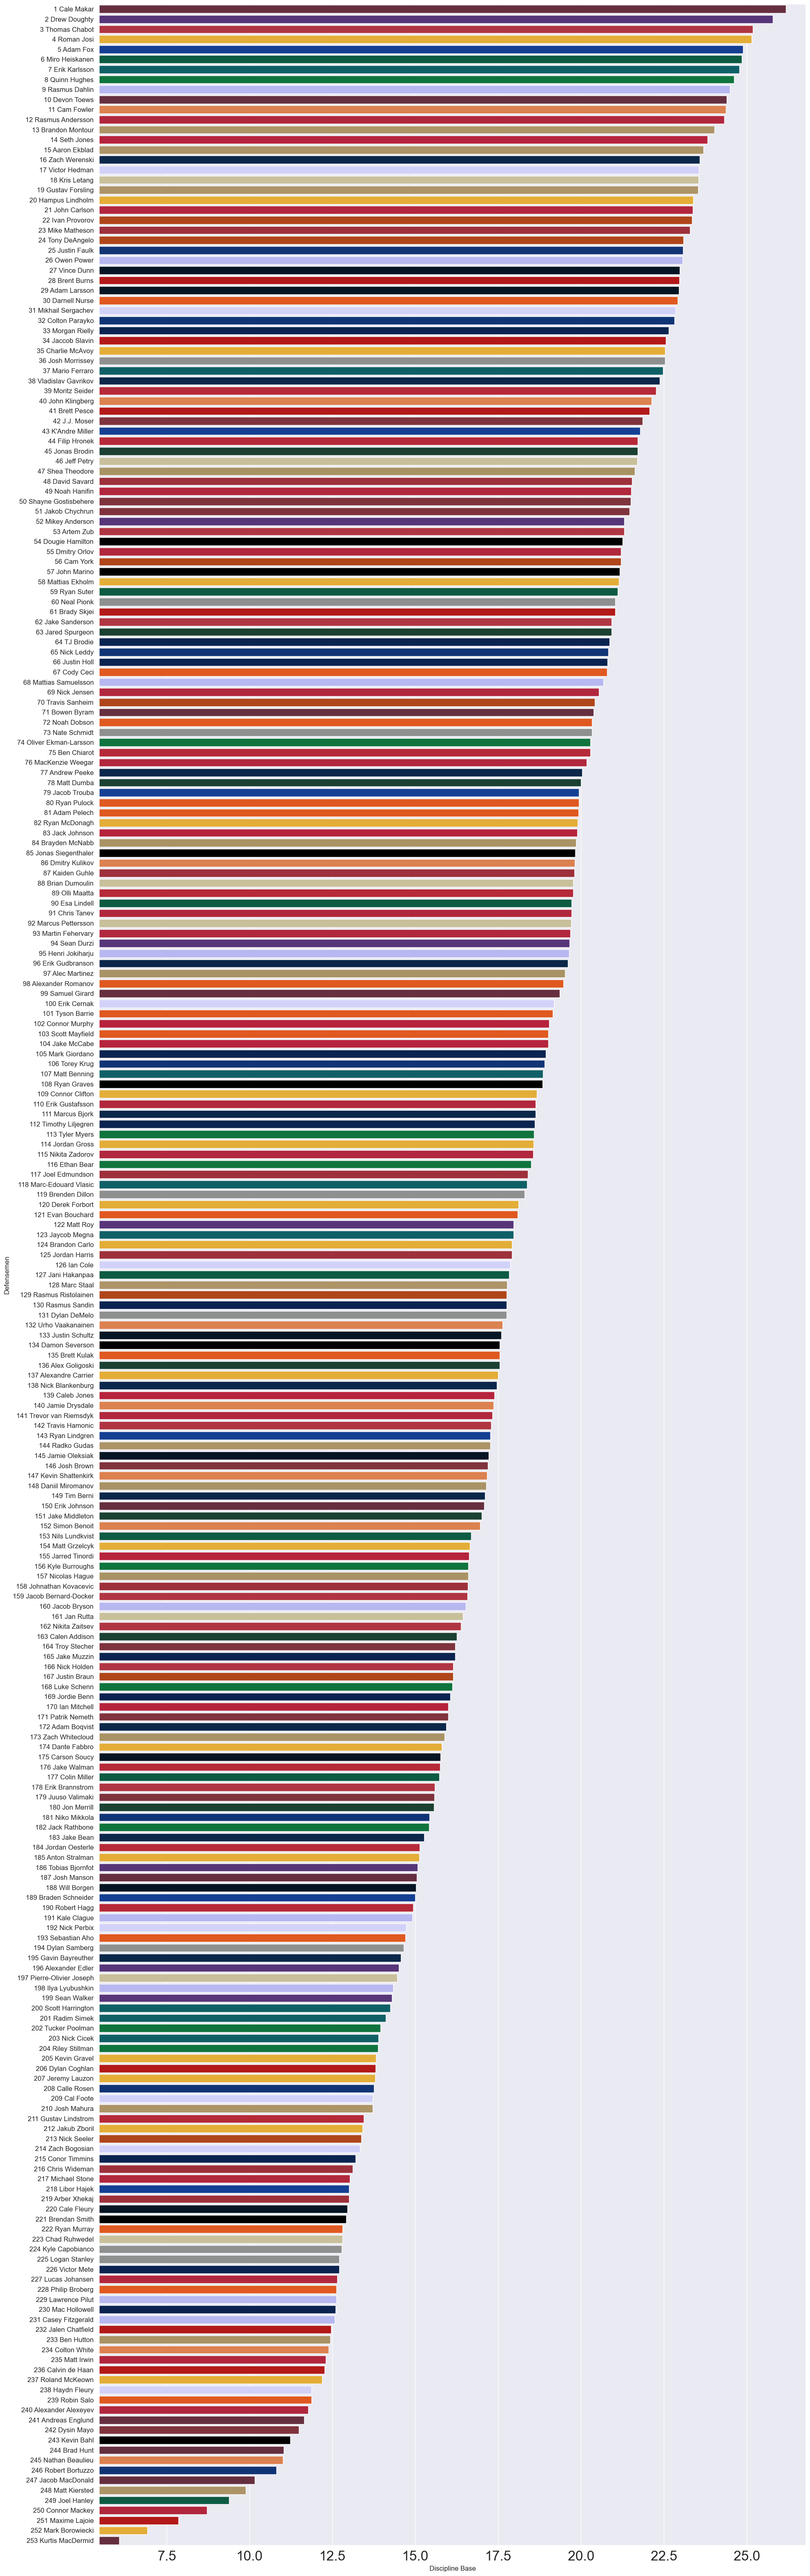 1 Cale Makar
2 Drew Doughty
3 Thomas Chabot
4 Roman Josi
5 Adam Fox
6 Miro Heiskanen
7 Erik Karlsson
8 Quinn Hughes
9 Rasmus Dahlin
10 Devon Toews
11 Cam Fowler
12 Rasmus Andersson
13 Brandon Montour
14 Seth Jones
15 Aaron Ekblad
16 Zach Werenski
17 Victor Hedman
18 Kris Letang
19 Gustav Forsling
20 Hampus Lindholm
21 John Carlson
22 Ivan Provorov
23 Mike Matheson
24 Tony DeAngelo
25 Justin Faulk
26 Owen Power
27 Vince Dunn
28 Brent Burns
29 Adam Larsson
30 Darnell Nurse
31 Mikhail Sergachev
32 Colton Parayko
33 Morgan Rielly
34 Jaccob Slavin
35 Charlie McAvoy
36 Josh Morrissey
37 Mario Ferraro
38 Vladislav Gavrikov
39 Moritz Seider
40 John Klingberg
41 Brett Pesce
42 J.J. Moser
43 K'Andre Miller
44 Filip Hronek
45 Jonas Brodin
46 Jeff Petry
47 Shea Theodore
48 David Savard
49 Noah Hanifin
50 Shayne Gostisbehere
51 Jakob Chychrun
52 Mikey Anderson
53 Artem Zub
54 Dougie Hamilton
55 Dmitry Orlov
56 Cam York
57 John Marino
58 Mattias Ekholm
59 Ryan Suter
60 Neal Pionk
61 Brady Skjei
62 Jake Sanderson
63 Jared Spurgeon
64 TJ Brodie
65 Nick Leddy
66 Justin Holl
67 Cody Ceci
68 Mattias Samuelsson
69 Nick Jensen
70 Travis Sanheim
71 Bowen Byram
72 Noah Dobson
73 Nate Schmidt
74 Oliver Ekman-Larsson
75 Ben Chiarot
76 MacKenzie Weegar
77 Andrew Peeke
78 Matt Dumba
79 Jacob Trouba
80 Ryan Pulock
81 Adam Pelech
82 Ryan McDonagh
83 Jack Johnson
84 Brayden McNabb
85 Jonas Siegenthaler
86 Dmitry Kulikov
87 Kaiden Guhle
88 Brian Dumoulin
89 Olli Maatta
90 Esa Lindell
91 Chris Tanev
92 Marcus Pettersson
93 Martin Fehervary
94 Sean Durzi
95 Henri Jokiharju
96 Erik Gudbranson
97 Alec Martinez
98 Alexander Romanov
99 Samuel Girard
100 Erik Cernak
101 Tyson Barrie
102 Connor Murphy
103 Scott Mayfield
104 Jake McCabe
105 Mark Giordano
106 Torey Krug
107 Matt Benning
108 Ryan Graves
109 Connor Clifton
110 Erik Gustafsson
111 Marcus Bjork
112 Timothy Liljegren
113 Tyler Myers
114 Jordan Gross
115 Nikita Zadorov
116 Ethan Bear
117 Joel Edmundson
118 Marc-Edouard Vlasic
119 Brenden Dillon
120 Derek Forbort
121 Evan Bouchard
122 Matt Roy
123 Jaycob Megna
124 Brandon Carlo
125 Jordan Harris
126 Ian Cole
127 Jani Hakanpaa
128 Marc Staal
129 Rasmus Ristolainen
130 Rasmus Sandin
131 Dylan DeMelo
132 Urho Vaakanainen
133 Justin Schultz
134 Damon Severson
135 Brett Kulak
136 Alex Goligoski
137 Alexandre Carrier
138 Nick Blankenburg
139 Caleb Jones
140 Jamie Drysdale
141 Trevor van Riemsdyk
142 Travis Hamonic
143 Ryan Lindgren
144 Radko Gudas
145 Jamie Oleksiak
146 Josh Brown
147 Kevin Shattenkirk
148 Daniil Miromanov
149 Tim Berni
150 Erik Johnson
151 Jake Middleton
152 Simon Benoit
153 Nils Lundkvist
154 Matt Grzelcyk
155 Jarred Tinordi
156 Kyle Burroughs
157 Nicolas Hague
158 Johnathan Kovacevic
159 Jacob Bernard-Docker
160 Jacob Bryson
161 Jan Rutta
162 Nikita Zaitsev
163 Calen Addison
164 Troy Stecher
165 Jake Muzzin
166 Nick Holden
167 Justin Braun
168 Luke Schenn
169 Jordie Benn
170 Ian Mitchell
171 Patrik Nemeth
172 Adam Boqvist
173 Zach Whitecloud
174 Dante Fabbro
175 Carson Soucy
176 Jake Walman
177 Colin Miller
178 Erik Brannstrom
179 Juuso Valimaki
180 Jon Merrill
181 Niko Mikkola
182 Jack Rathbone
183 Jake Bean
184 Jordan Oesterle
185 Anton Stralman
186 Tobias Bjornfot
187 Josh Manson
188 Will Borgen
189 Braden Schneider
190 Robert Hagg
191 Kale Clague
192 Nick Perbix
193 Sebastian Aho
194 Dylan Samberg
195 Gavin Bayreuther
196 Alexander Edler
197 Pierre-Olivier Joseph
198 Ilya Lyubushkin
199 Sean Walker
200 Scott Harrington
201 Radim Simek
202 Tucker Poolman
203 Nick Cicek
204 Riley Stillman
205 Kevin Gravel
206 Dylan Coghlan
207 Jeremy Lauzon
208 Calle Rosen
209 Cal Foote
210 Josh Mahura
211 Gustav Lindstrom
212 Jakub Zboril
213 Nick Seeler
214 Zach Bogosian
215 Conor Timmins
216 Chris Wideman
217 Michael Stone
218 Libor Hajek
219 Arber Xhekaj
220 Cale Fleury
221 Brendan Smith
222 Ryan Murray
223 Chad Ruhwedel
224 Kyle Capobianco
225 Logan Stanley
226 Victor Mete
227 Lucas Johansen
228 Philip Broberg
229 Lawrence Pilut
230 Mac Hollowell
231 Casey Fitzgerald
232 Jalen Chatfield
233 Ben Hutton
234 Colton White
235 Matt Irwin
236 Calvin de Haan
237 Roland McKeown
238 Haydn Fleury
239 Robin Salo
240 Alexander Alexeyev
241 Andreas Englund
242 Dysin Mayo
243 Kevin Bahl
244 Brad Hunt
245 Nathan Beaulieu
246 Robert Bortuzzo
247 Jacob MacDonald
248 Matt Kiersted
249 Joel Hanley
250 Connor Mackey
251 Maxime Lajoie
252 Mark Borowiecki
253 Kurtis MacDermid
Defensemen
7.5 10.0 12.5 15.0 17.5 20.0 22.5 25.0
Discipline Base